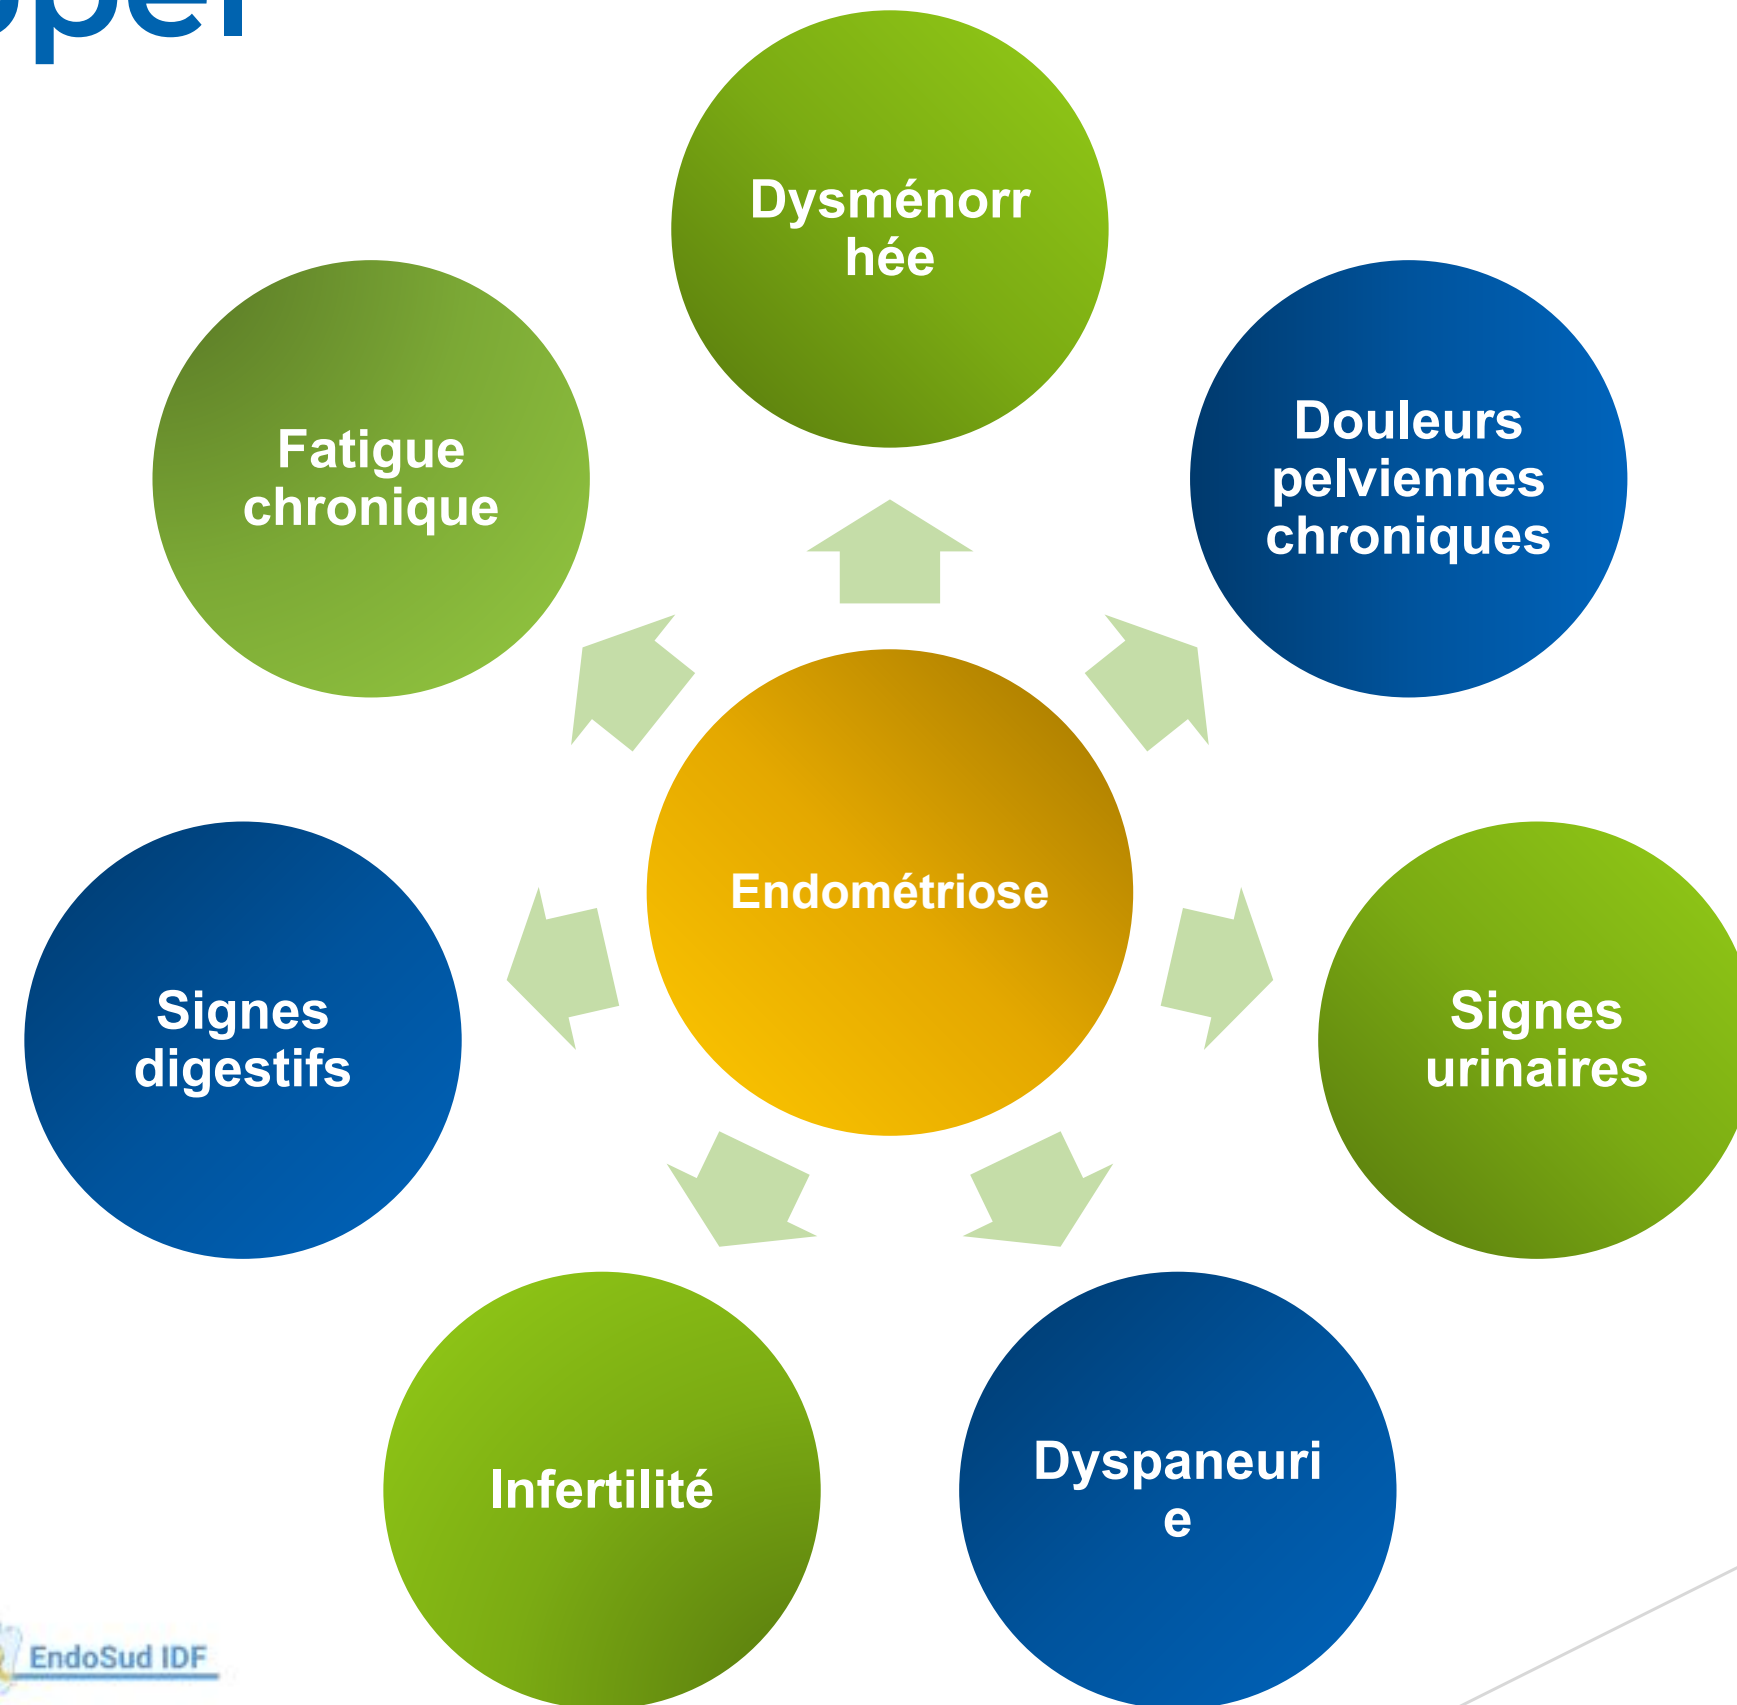 Dysménorr
hée
Douleurs
pelviennes
chroniques
Signes
urinaires
Dyspaneuri
e
Infertilité
Signes
digestifs
Fatigue
chronique
Endométriose
EndoSud IDF